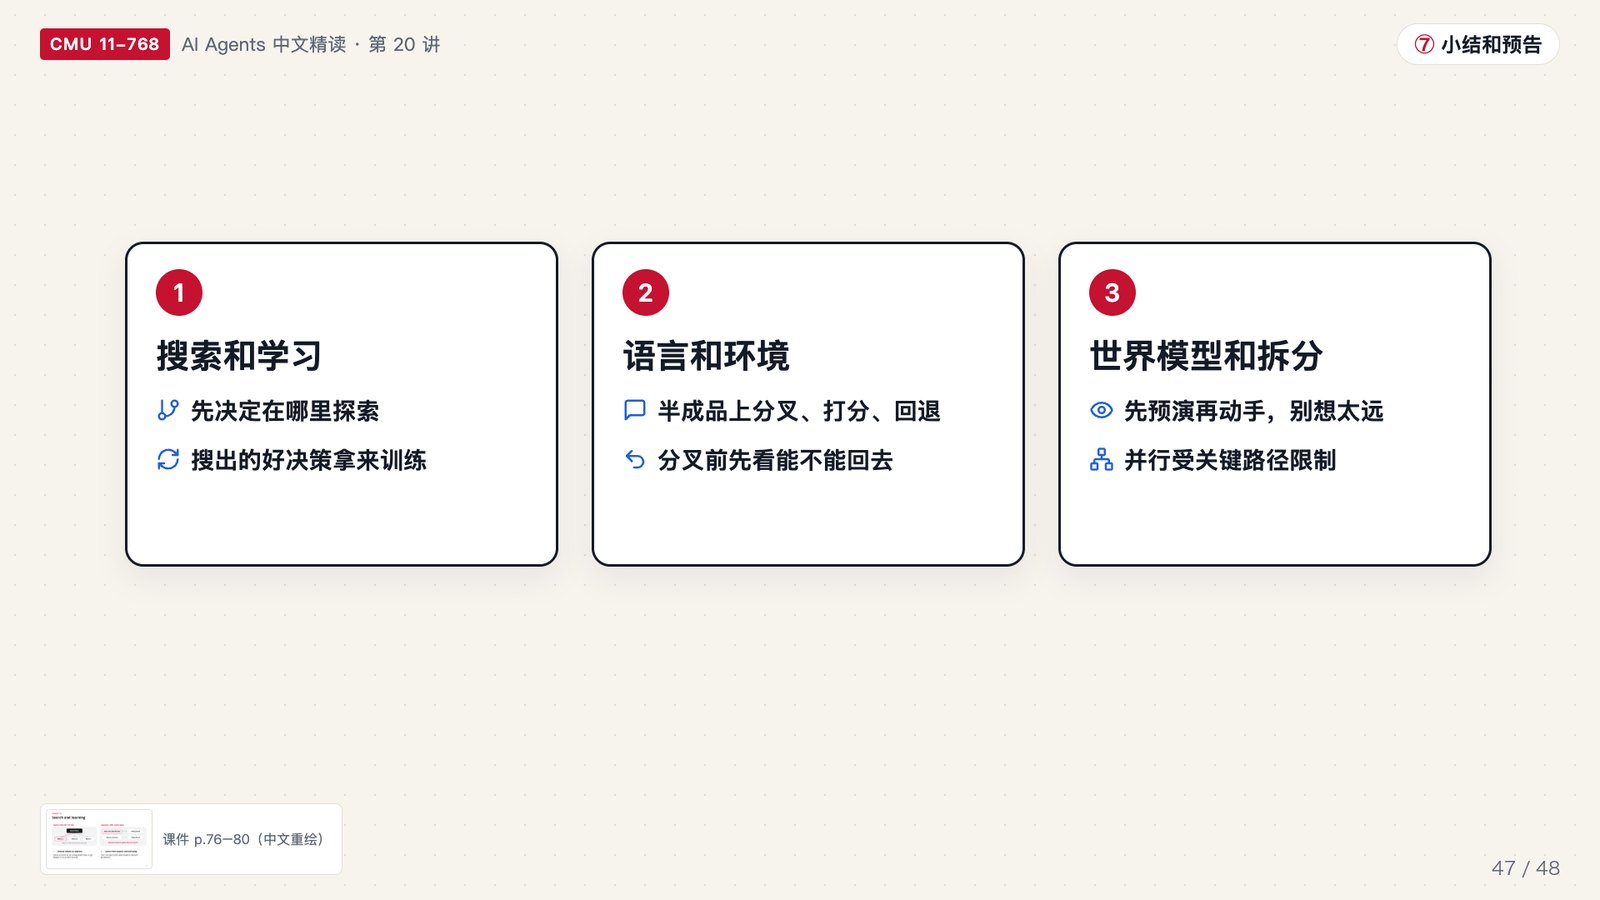 CMU 11-768 AI Agents 中文精读 · 第 20 讲
⑦ 小结和预告
1
搜索和学习
先决定在哪里探索
搜出的好决策拿来训练
2
语言和环境
半成品上分叉、打分、回退
分叉前先看能不能回去
3
世界模型和拆分
先预演再动手，别想太远
并行受关键路径限制
Search and learning
课件 p.76–80（中文重绘）
47 / 48